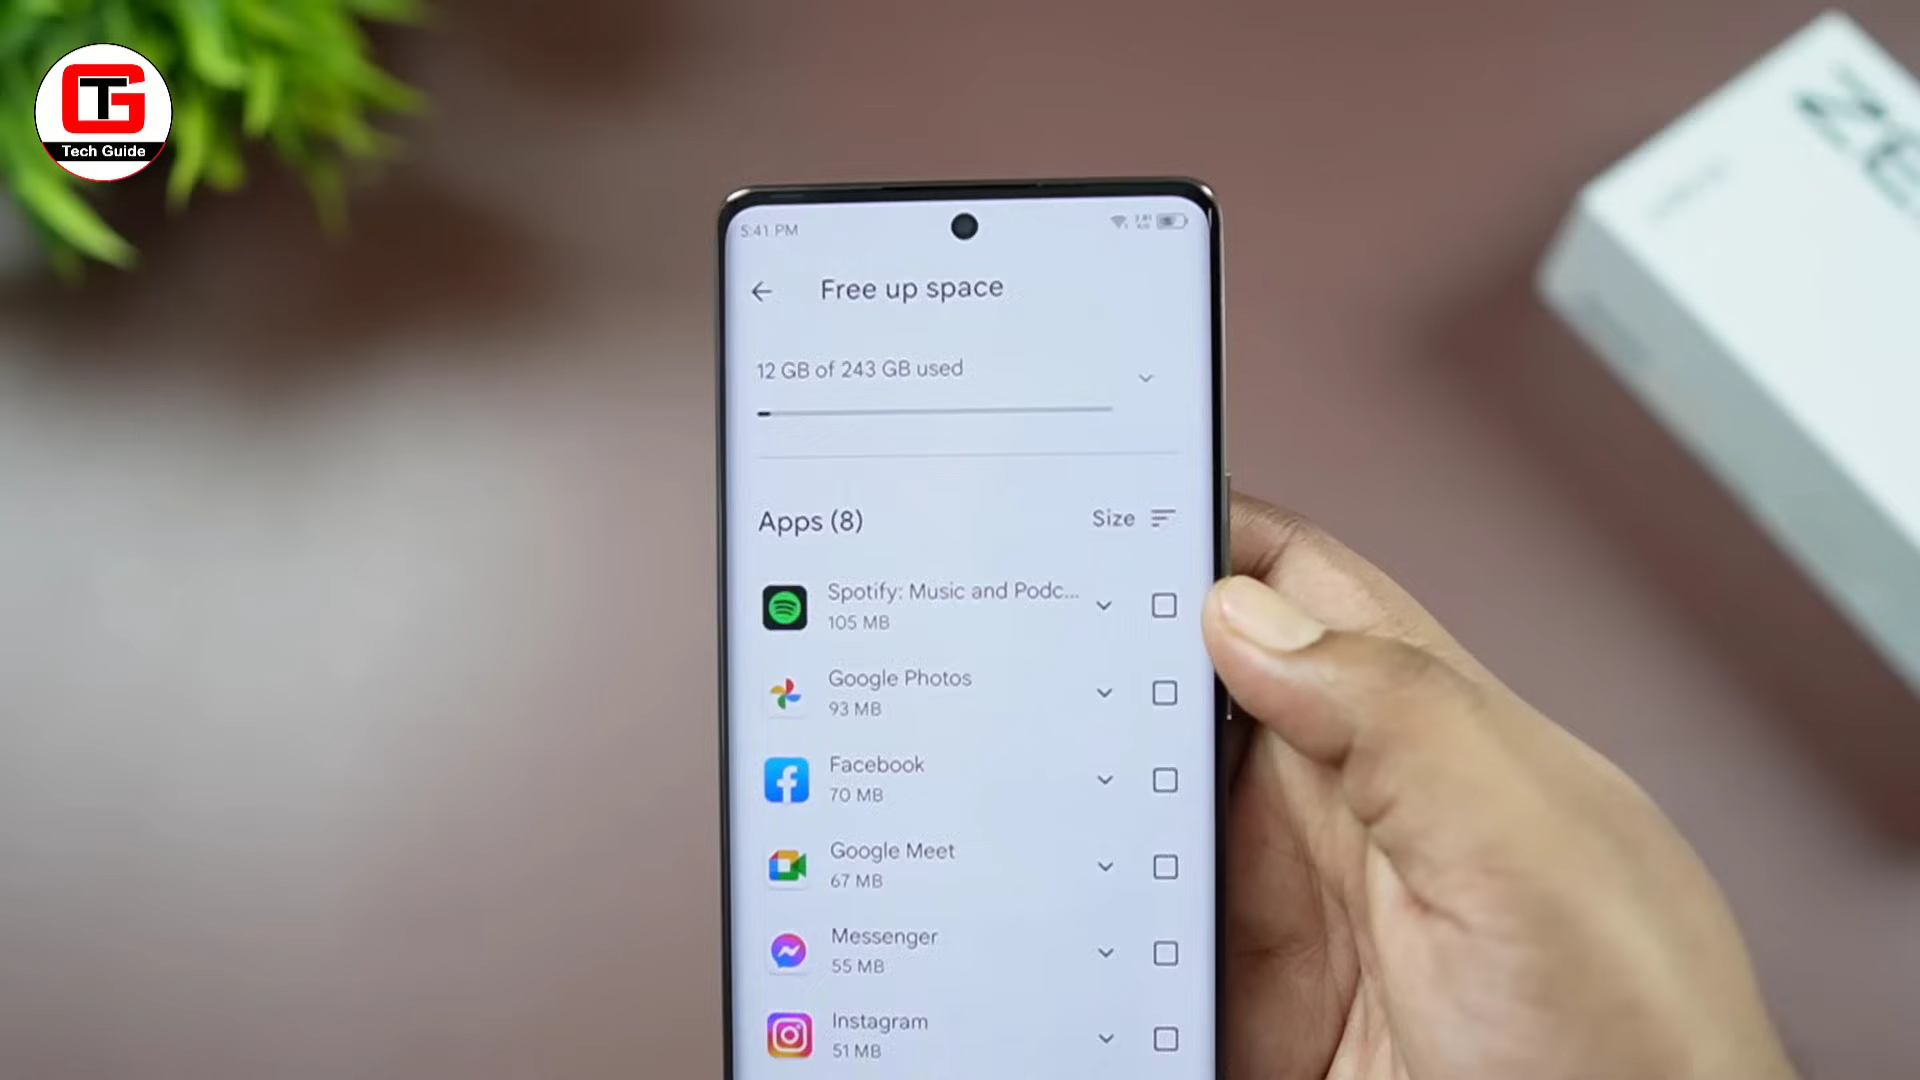 TG
Tech Guide
ZE
5:41 PM
Free up space
12 GB of 243 GB used
Apps (8)
Size
Spotify: Music and Podc...
105 MB
Google Photos
93 MB
Facebook
70 MB
Google Meet
67 MB
Messenger
55 MB
Instagram
51 MB